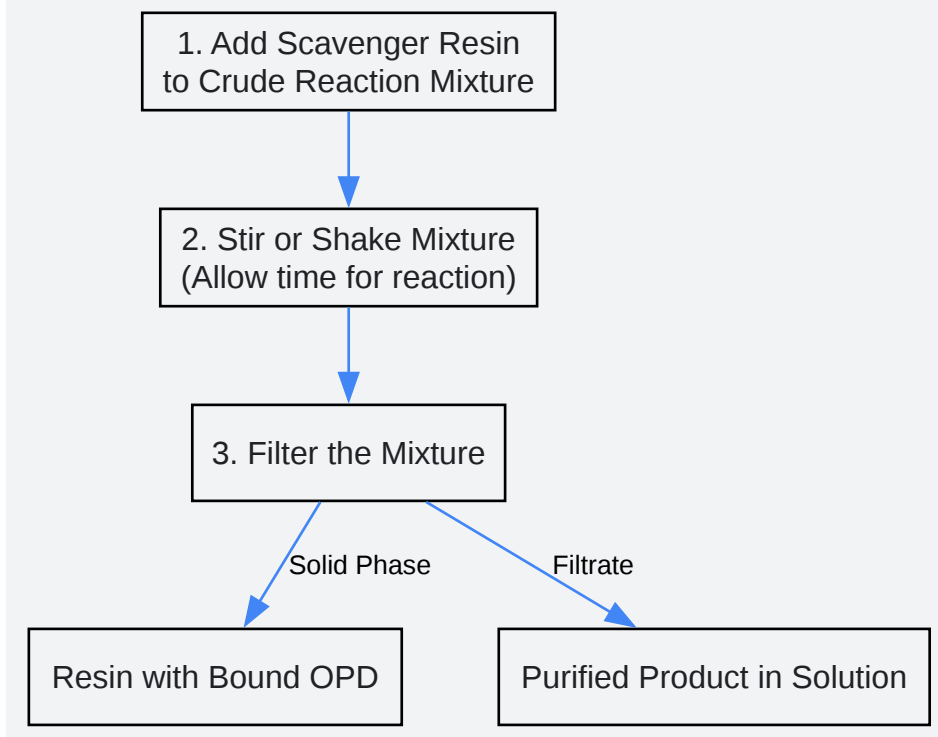 1. Add Scavenger Resin
to Crude Reaction Mixture
2. Stir or Shake Mixture
(Allow time for reaction)
3. Filter the Mixture
Solid Phase
Filtrate
Resin with Bound OPD
Purified Product in Solution